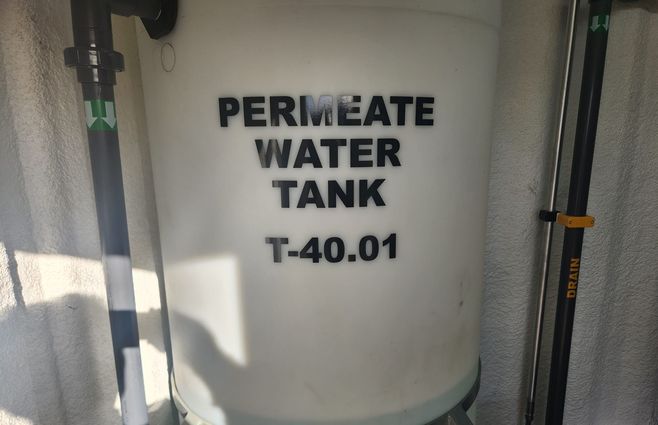 PERMEATE
WATER
TANK
T-40.01
DRAIN